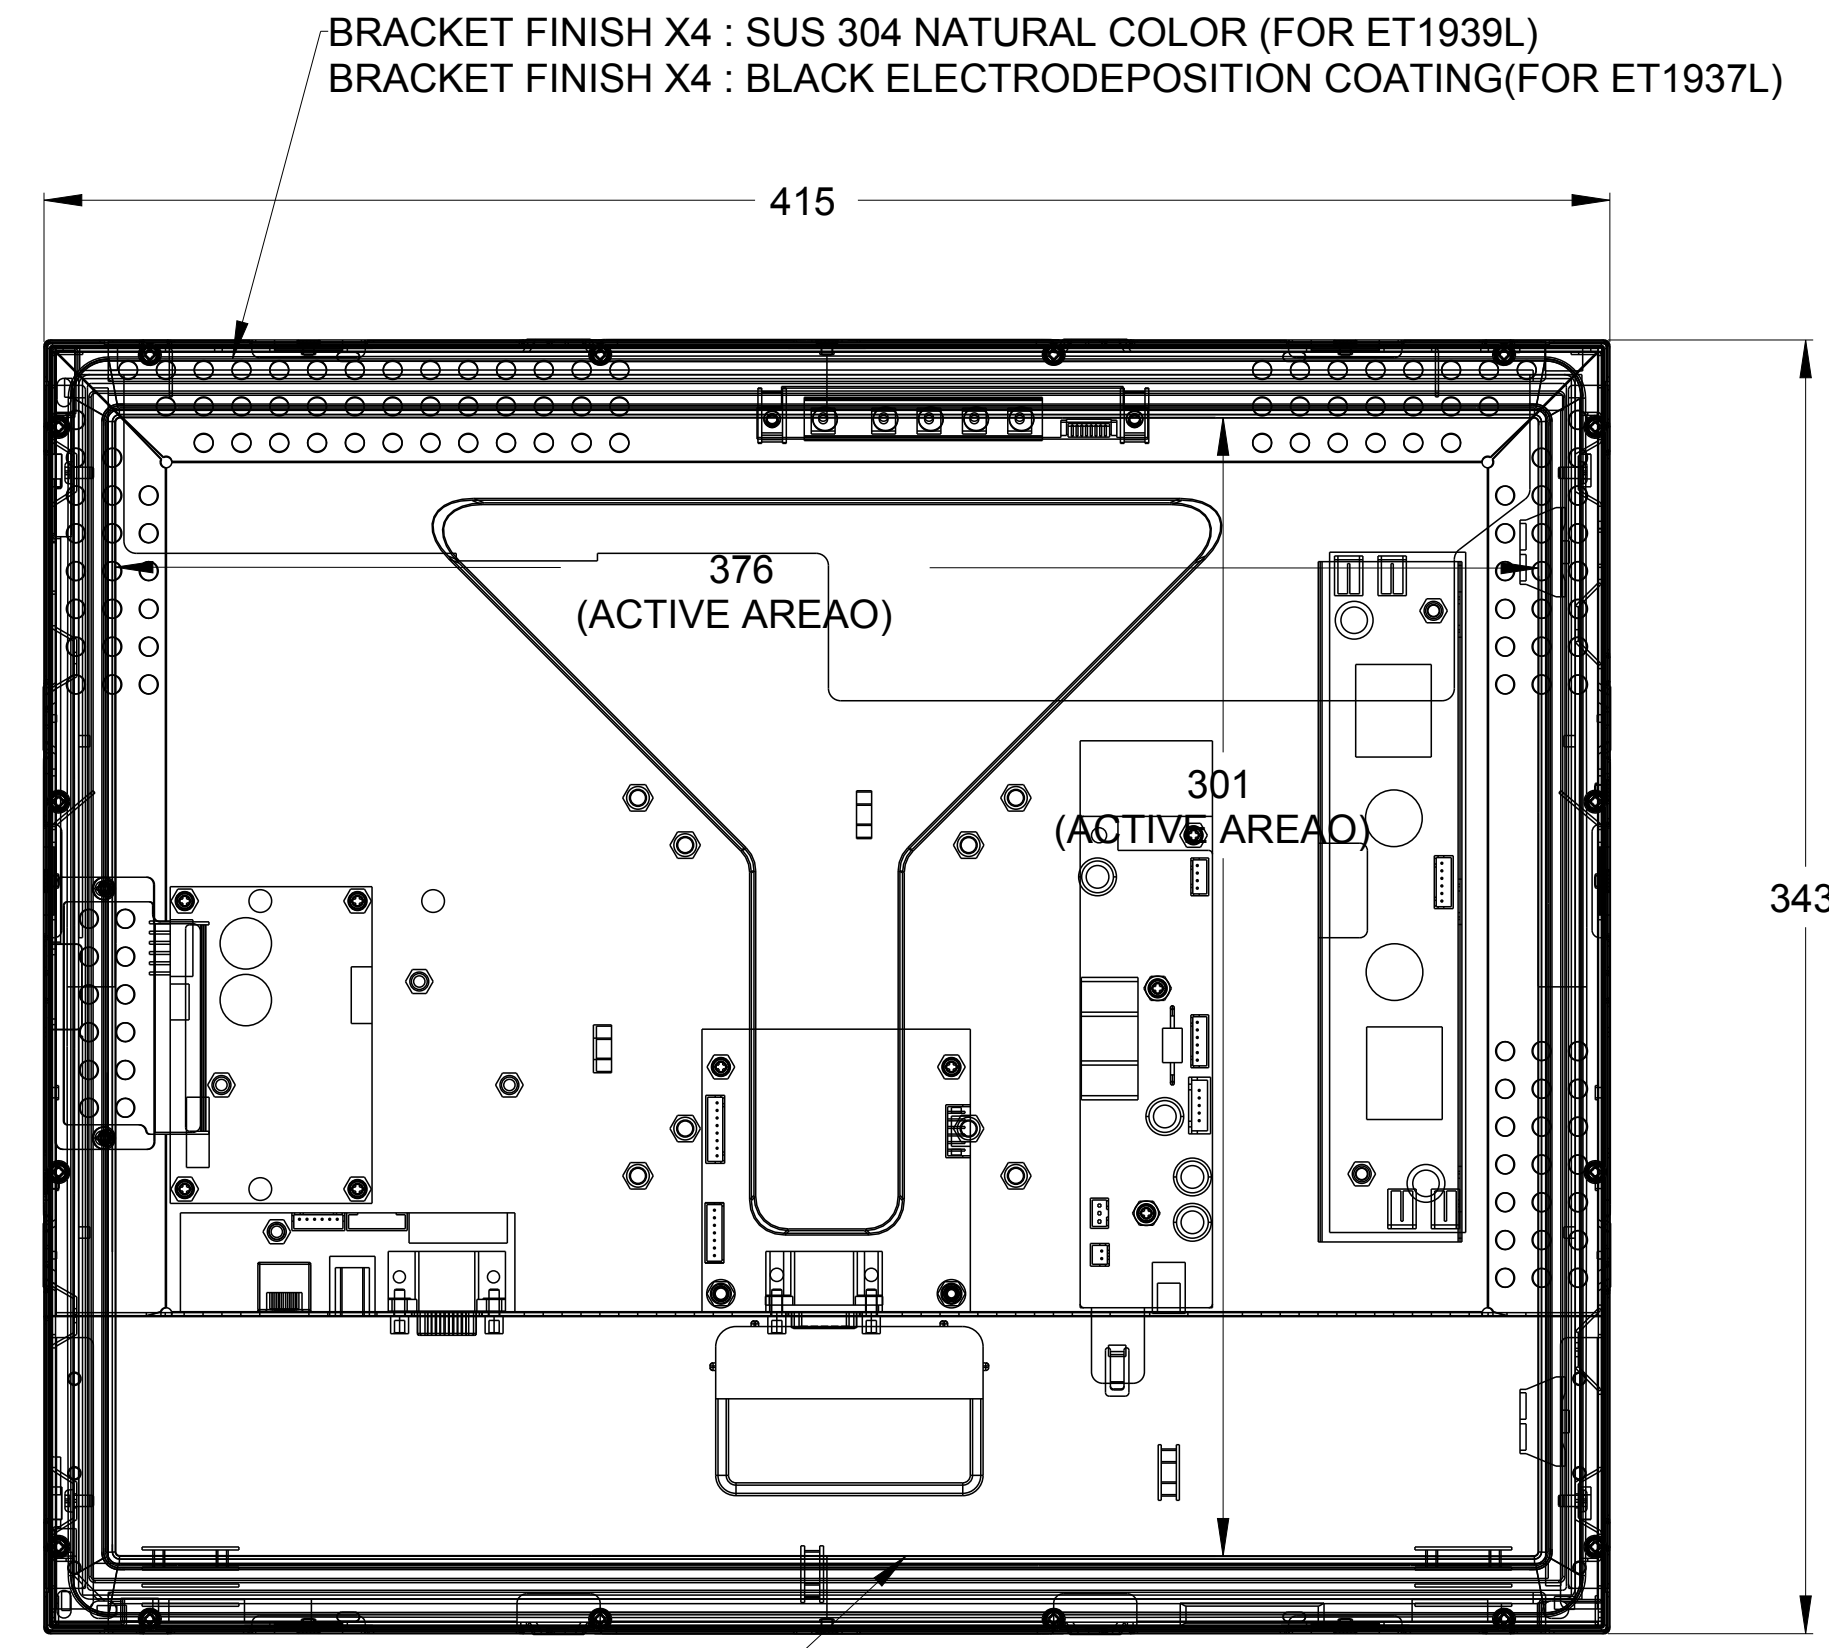 BRACKET FINISH X4 : SUS 304 NATURAL COLOR (FOR ET1939L)
BRACKET FINISH X4 : BLACK ELECTRODEPOSITION COATING(FOR ET1937L)
415
376
(ACTIVE AREAO)
301
(ACTIVE AREAO)
343